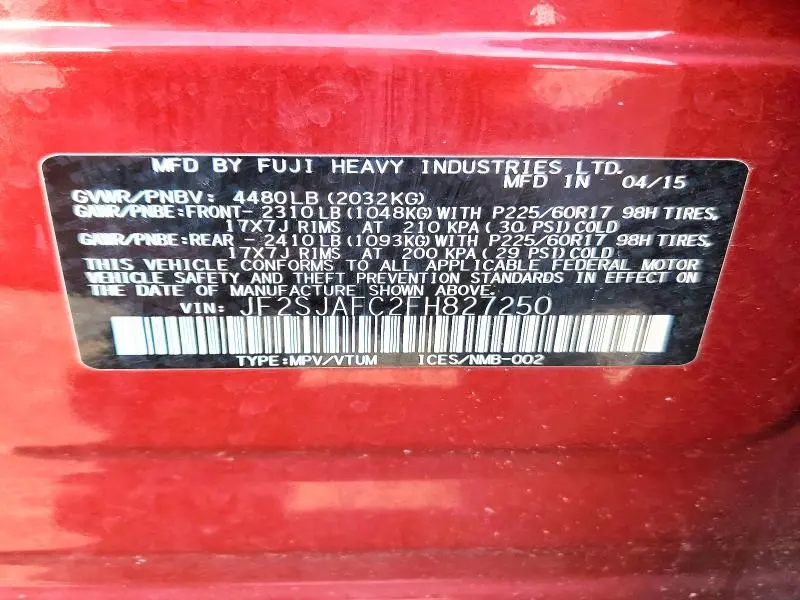 MFD BY FUJI HEAVY INDUSTRIES LTD.
MFD IN 04/15
GVWR/PNBV: 4480LB (2032KG)
GAWR/PNBE: FRONT- 2310LB (1048KG) WITH P225/60R17 98H TIRES,
17X7J RIMS AT 210 KPA ( 30 PSI) COLD
GAWR/PNBE: REAR - 2410LB (1093KG) WITH P225/60R17 98H TIRES,
17X7J RIMS AT 200 KPA ( 29 PSI) COLD
THIS VEHICLE CONFORMS TO ALL APPLICABLE FEDERAL MOTOR
VEHICLE SAFETY AND THEFT PREVENTION STANDARDS IN EFFECT ON
THE DATE OF MANUFACTURE SHOWN ABOVE.
VIN: JF2SJAFC2FH827250
TYPE:MPV/VTUM ICES/NMB-002